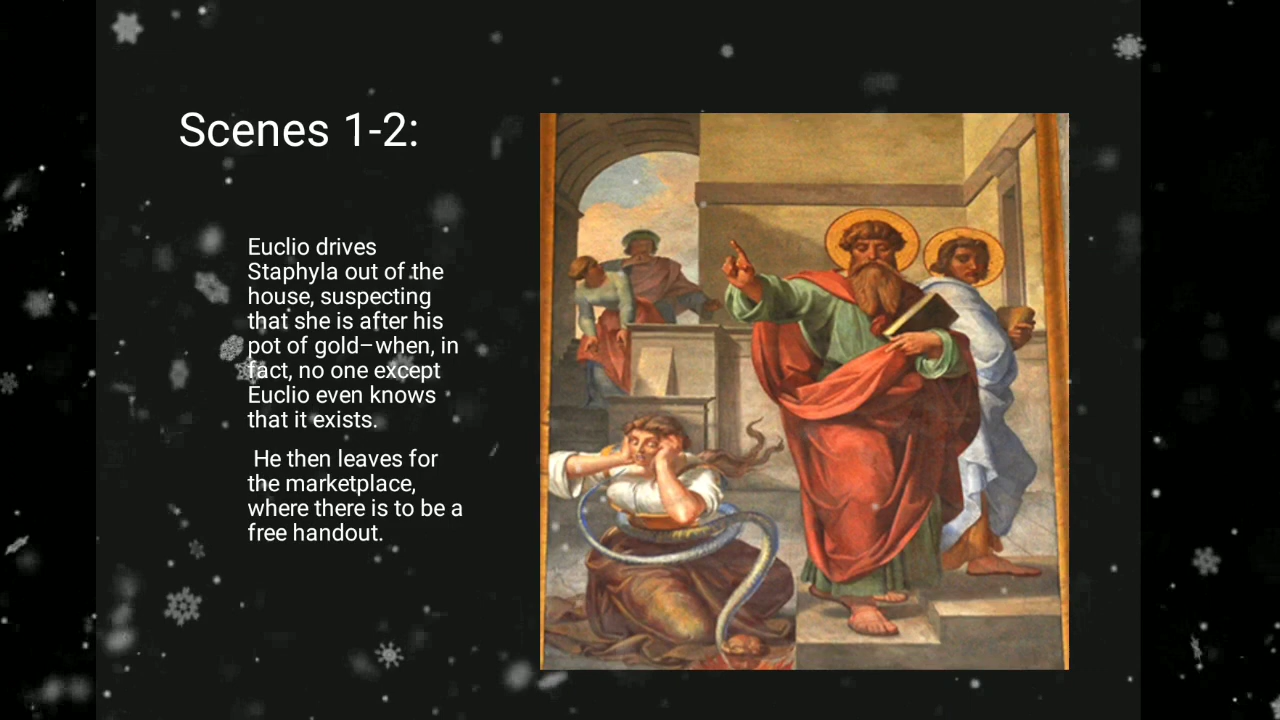 Scenes 1-2:
Euclio drives
Staphyla out of the
house, suspecting
that she is after his
pot of gold–when, in
fact, no one except
Euclio even knows
that it exists.
He then leaves for
the marketplace,
where there is to be a
free handout.